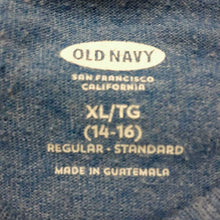 OLD NAVY
SAN FRANCISCO
CALIFORNIA
XL/TG
(14-16)
REGULAR • STANDARD
MADE IN GUATEMALA